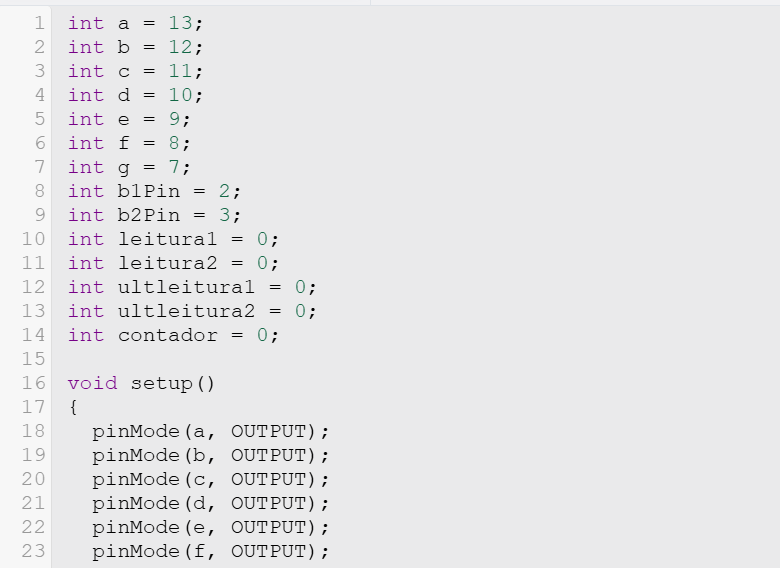 1 int a = 13;
2 int b = 12;
3 int c = 11;
4 int d = 10;
5 int e = 9;
6 int f = 8;
7 int g = 7;
8 int b1Pin = 2;
9 int b2Pin = 3;
10 int leitura1 = 0;
11 int leitura2 = 0;
12 int ultleitura1 = 0;
13 int ultleitura2 = 0;
14 int contador = 0;
15
16 void setup()
17 {
18   pinMode(a, OUTPUT);
19   pinMode(b, OUTPUT);
20   pinMode(c, OUTPUT);
21   pinMode(d, OUTPUT);
22   pinMode(e, OUTPUT);
23   pinMode(f, OUTPUT);